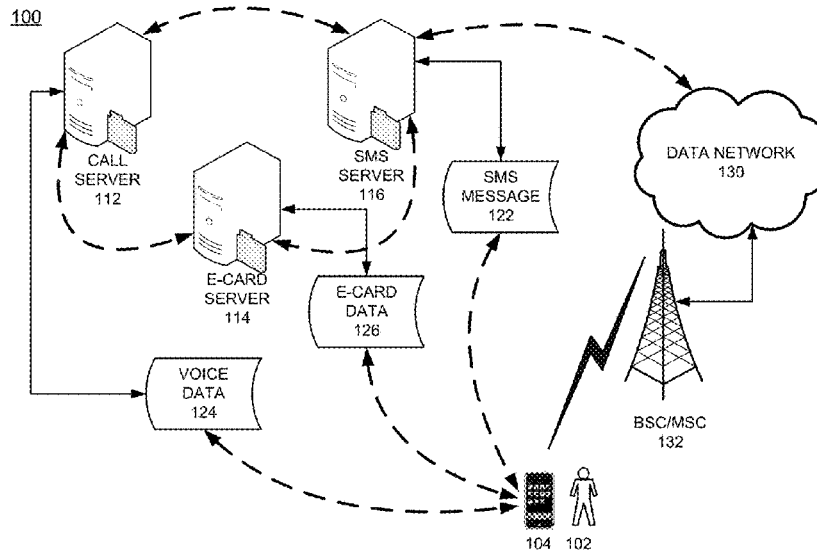 100
CALL
SERVER
112
SMS
SERVER
116
DATA NETWORK
130
SMS
MESSAGE
122
E-CARD
SERVER
114
E-CARD
DATA
126
VOICE
DATA
124
BSC/MSC
132
104
102